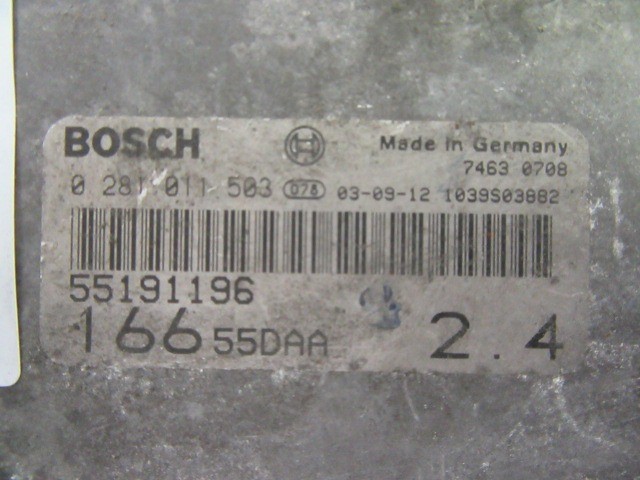 BOSCH Made in Germany
7463 0708
0 281 011 503 078 03-09-12 1039S03882
55191196
166 55DAA 2.4